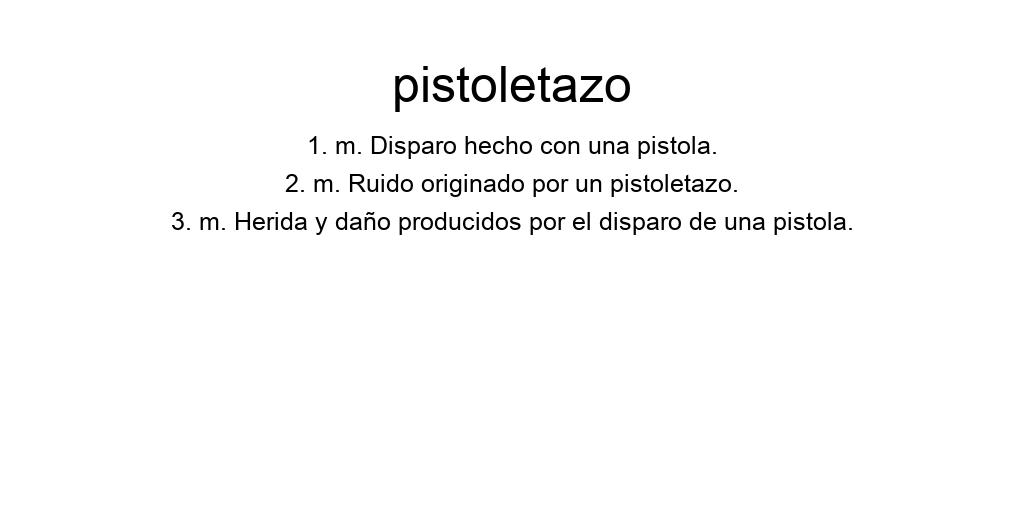 pistoletazo
1. m. Disparo hecho con una pistola.
2. m. Ruido originado por un pistoletazo.
3. m. Herida y daño producidos por el disparo de una pistola.